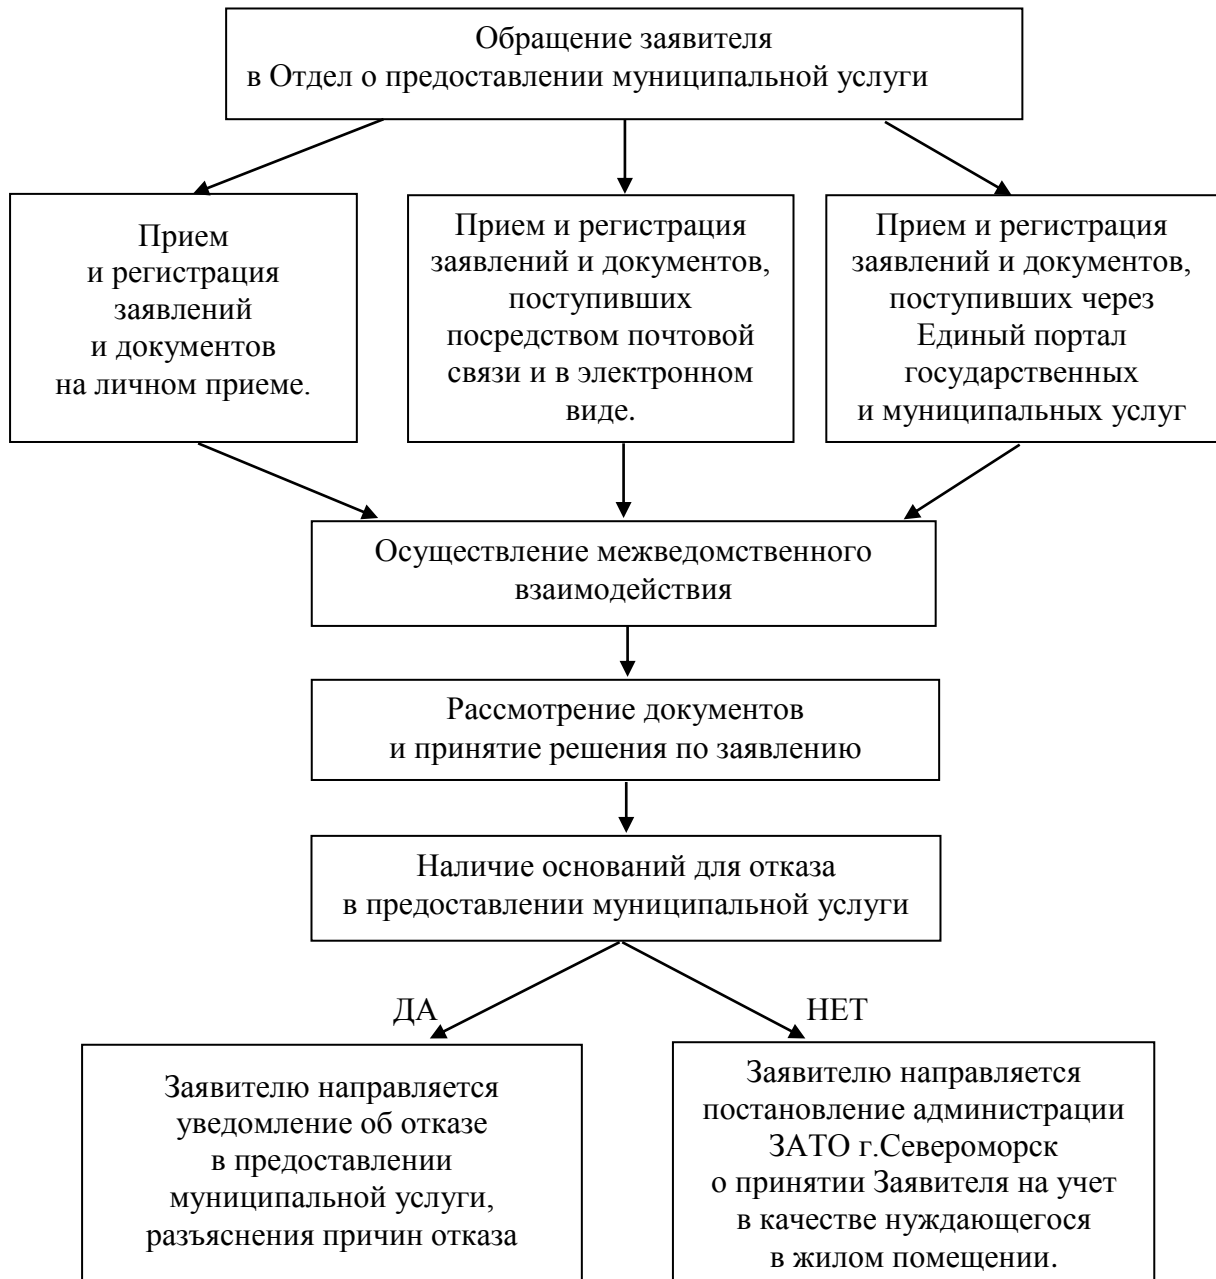 Обращение заявителя
в Отдел о предоставлении муниципальной услуги
Прием
и регистрация
заявлений
и документов
на личном приеме.
Прием и регистрация
заявлений и документов,
поступивших
посредством почтовой
связи и в электронном
виде.
Прием и регистрация
заявлений и документов,
поступивших через
Единый портал
государственных
и муниципальных услуг
Осуществление межведомственного
взаимодействия
Рассмотрение документов
и принятие решения по заявлению
Наличие оснований для отказа
в предоставлении муниципальной услуги
ДА
НЕТ
Заявителю направляется
уведомление об отказе
в предоставлении
муниципальной услуги,
разъяснения причин отказа
Заявителю направляется
постановление администрации
ЗАТО г.Североморск
о принятии Заявителя на учет
в качестве нуждающегося
в жилом помещении.